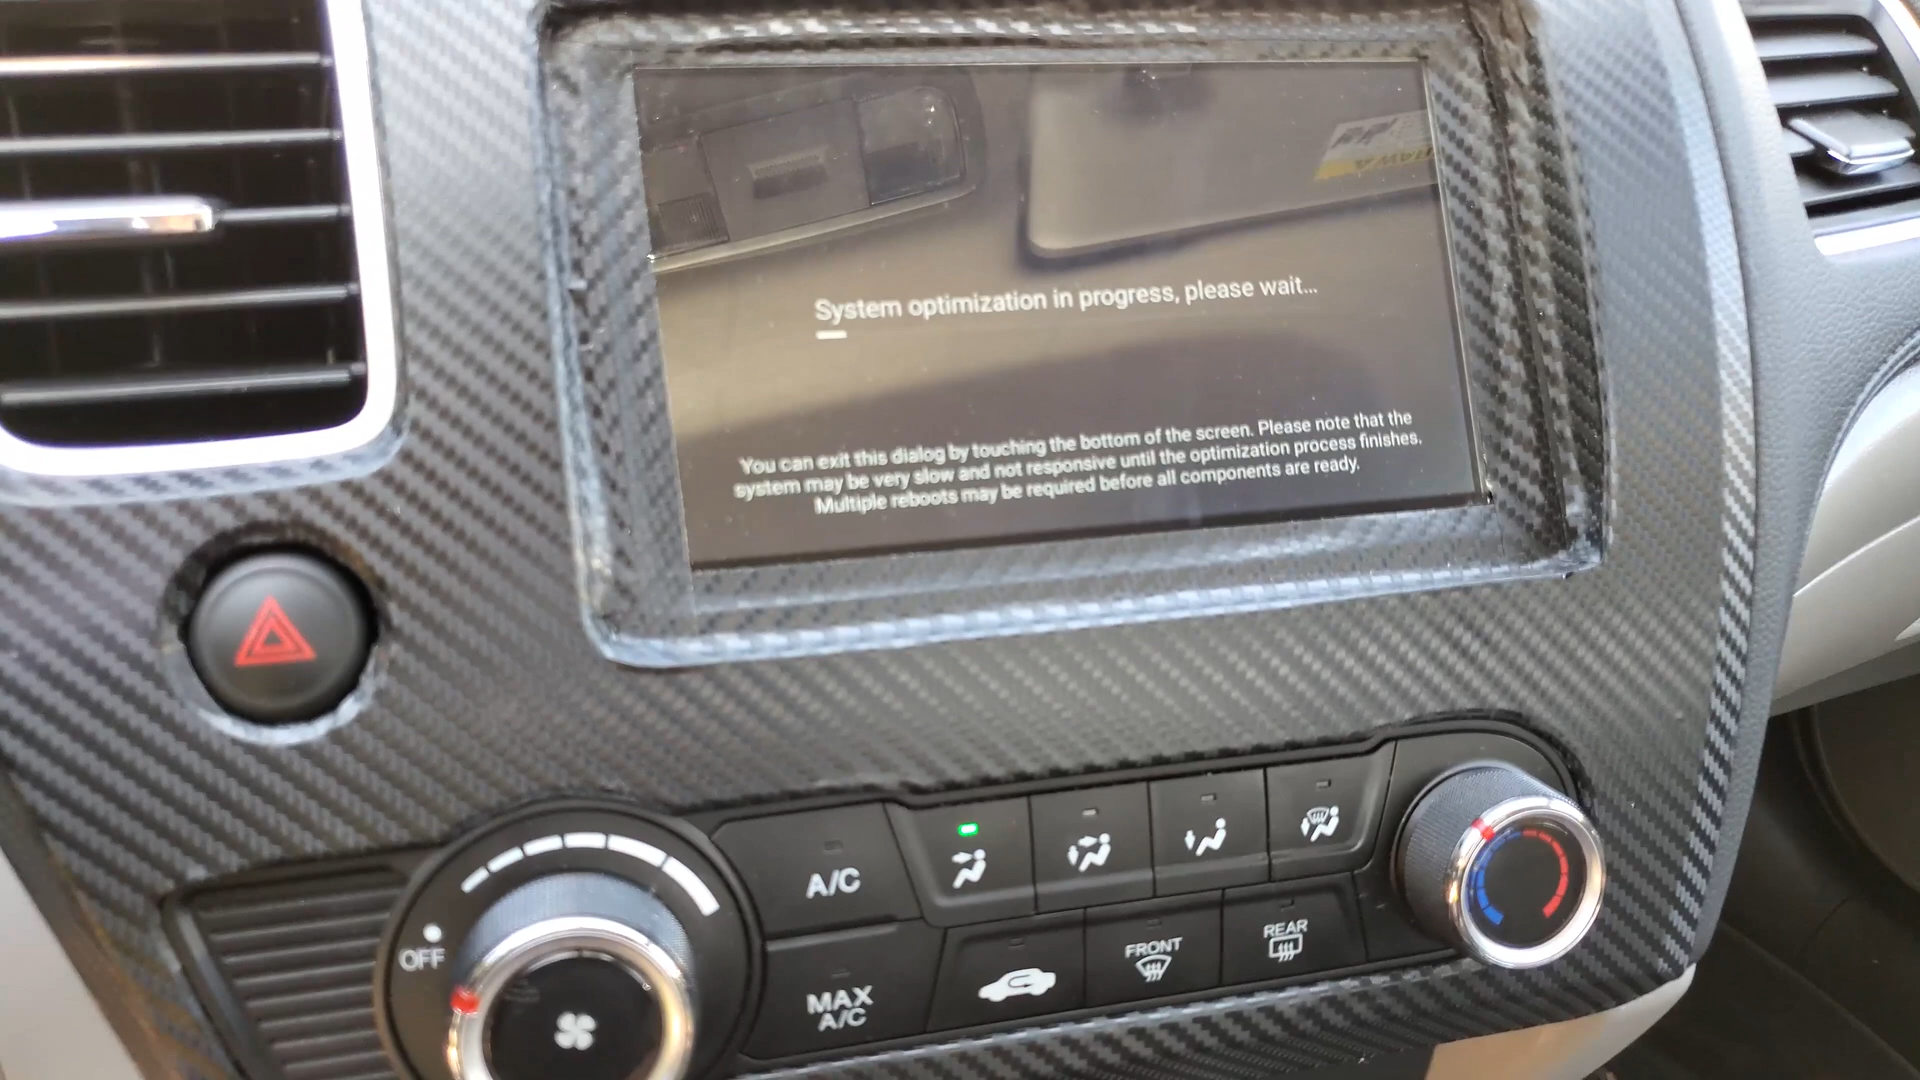 System optimization in progress, please wait...
You can exit this dialog by touching the bottom of the screen. Please note that the
system may be very slow and not responsive until the optimization process finishes.
Multiple reboots may be required before all components are ready.
A/C
OFF
MAX
A/C
FRONT
REAR